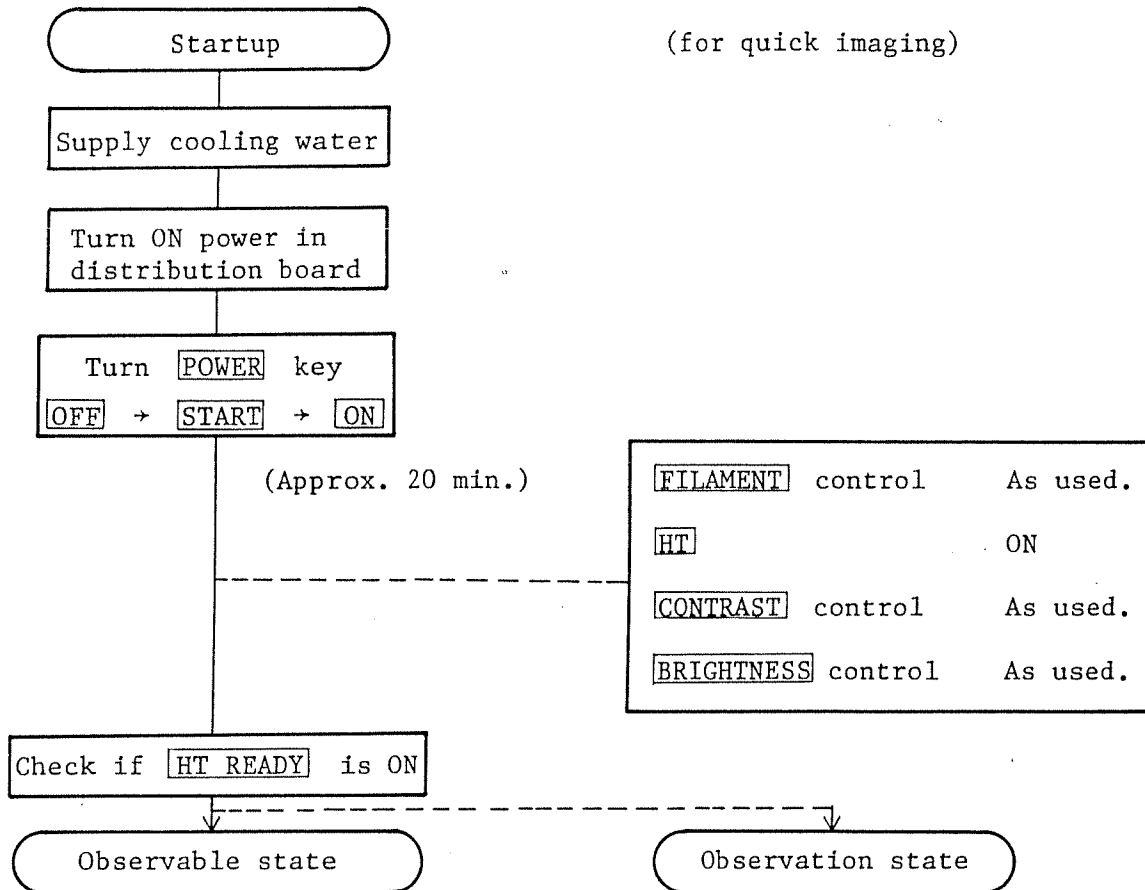 Startup
(for quick imaging)
Supply cooling water
Turn ON power in
distribution board
Turn POWER key
OFF → START → ON
(Approx. 20 min.)
FILAMENT control As used.
HT ON
CONTRAST control As used.
BRIGHTNESS control As used.
Check if HT READY is ON
Observable state
Observation state